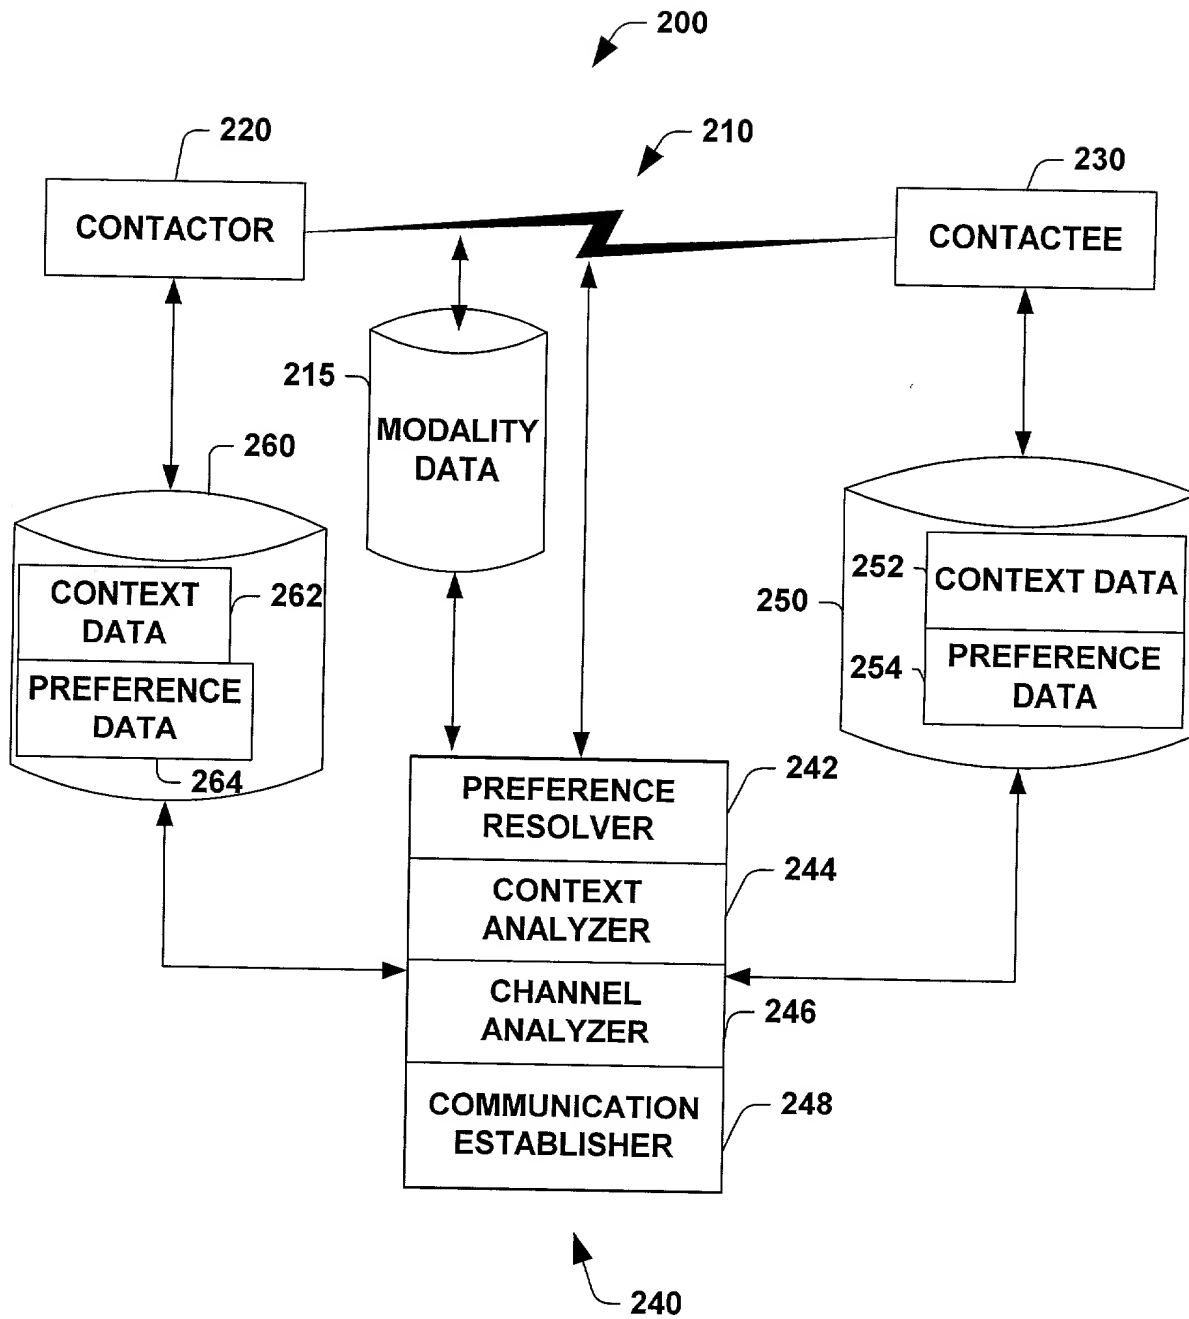 200
220
210
230
CONTACTOR
CONTACTEE
215
MODALITY
DATA
260
CONTEXT
DATA
262
PREFERENCE
DATA
264
250
252
CONTEXT DATA
254
PREFERENCE
DATA
PREFERENCE
RESOLVER
242
CONTEXT
ANALYZER
244
CHANNEL
ANALYZER
246
COMMUNICATION
ESTABLISHER
248
240